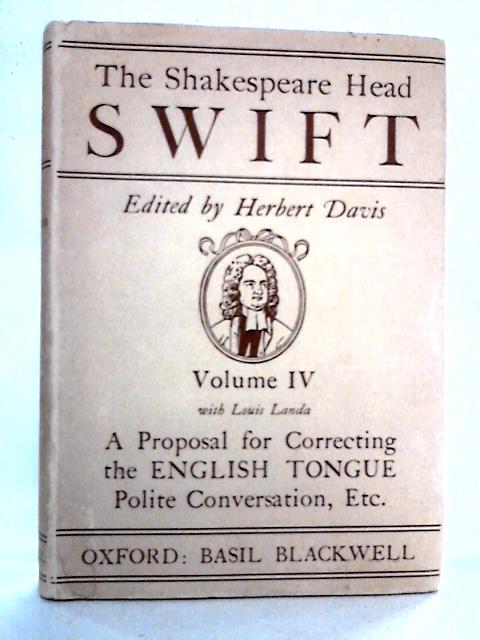 The Shakespeare Head
SWIFT
Edited by Herbert Davis
Volume IV
with Louis Landa
A Proposal for Correcting
the ENGLISH TONGUE
Polite Conversation, Etc.
OXFORD: BASIL BLACKWELL